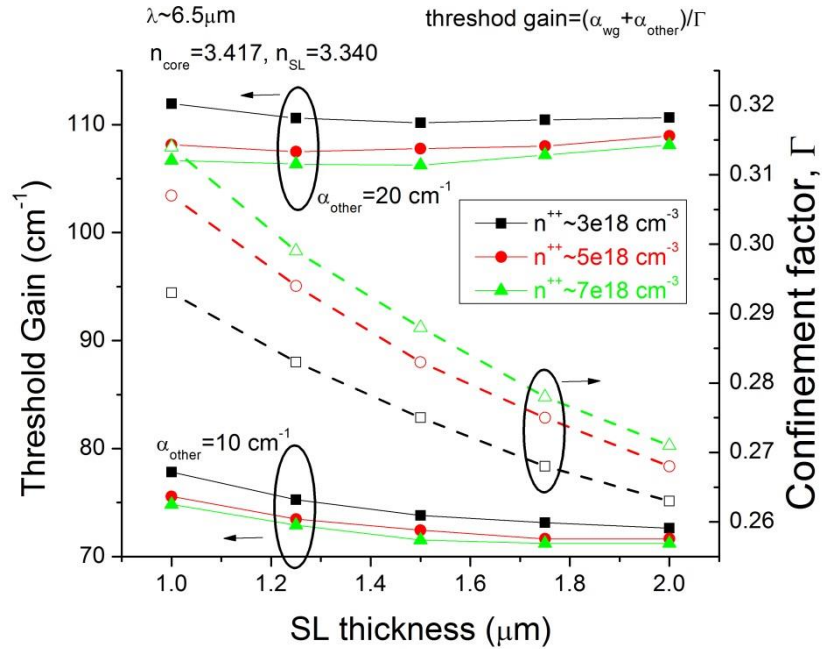 λ~6.5μm
threshod gain=(α_wg+α_other)/Γ
n_core=3.417, n_SL=3.340
Threshold Gain (cm⁻¹)
110
100
90
80
70
α_other=20 cm⁻¹
n⁺⁺~3e18 cm⁻³
n⁺⁺~5e18 cm⁻³
n⁺⁺~7e18 cm⁻³
α_other=10 cm⁻¹
0.32
0.31
0.30
0.29
0.28
0.27
0.26
Confinement factor, Γ
1.0 1.2 1.4 1.6 1.8 2.0
SL thickness (μm)